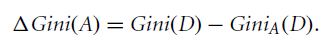 ΔGini(A) = Gini(D) − Gini_A(D).